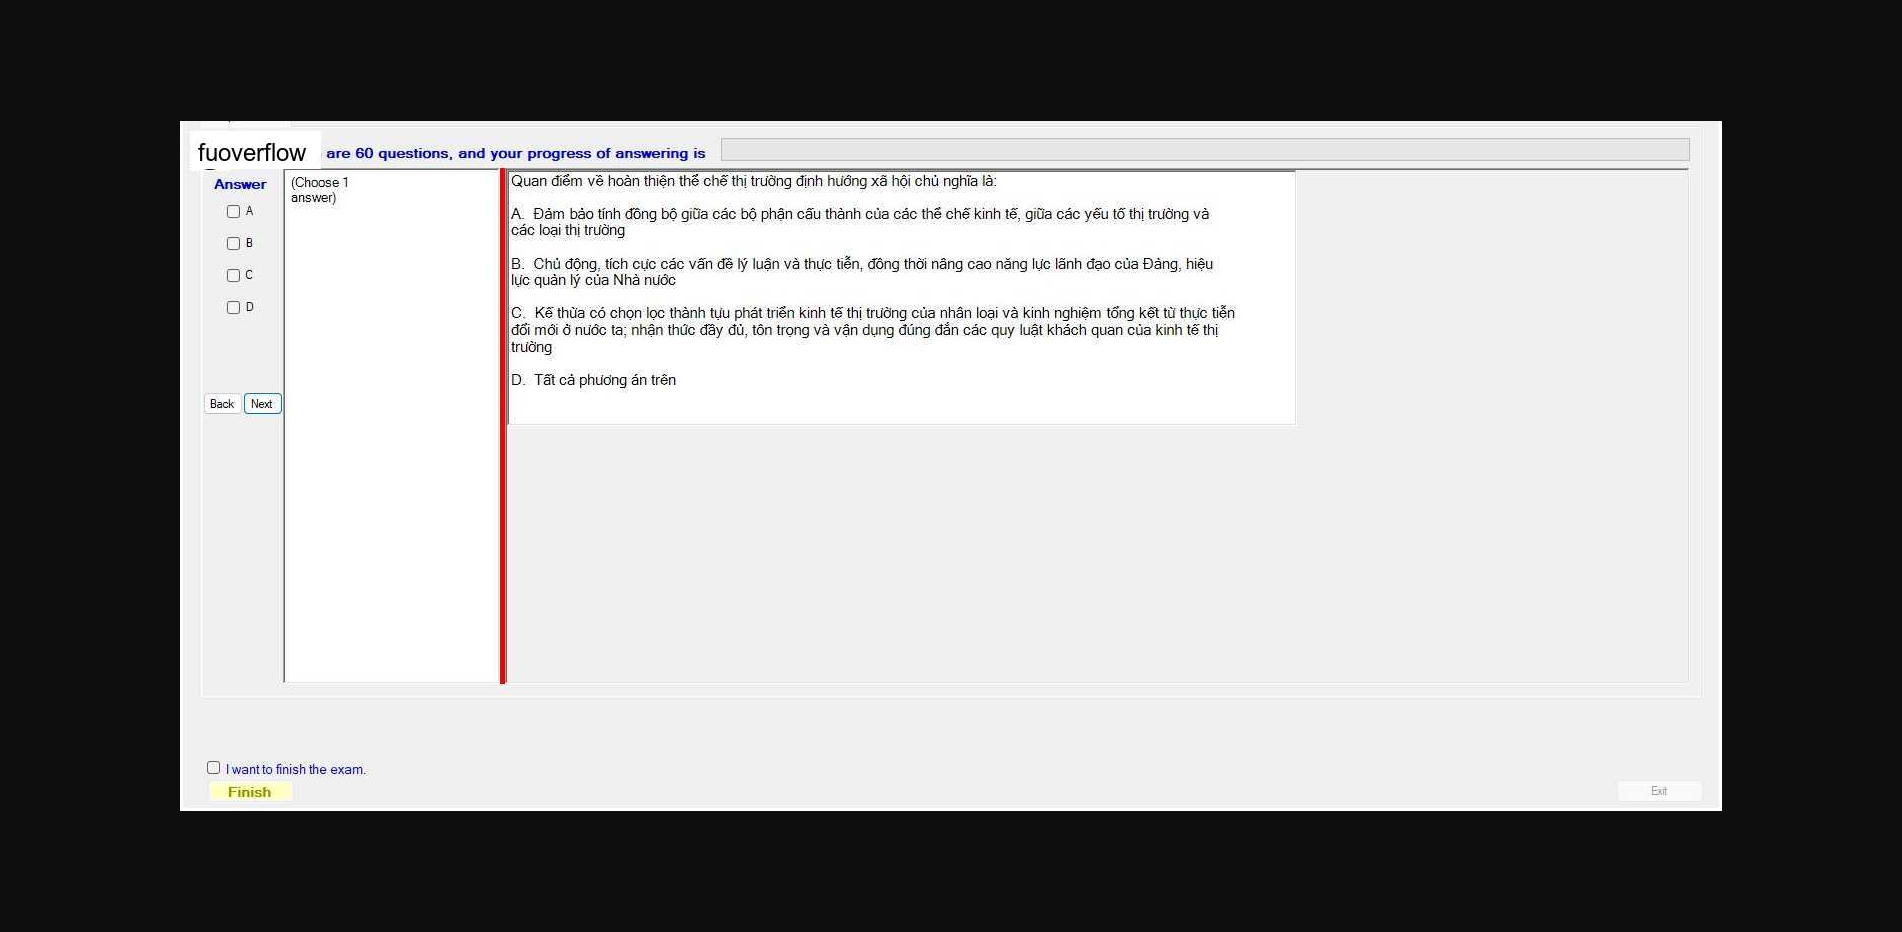 fuoverflow are 60 questions, and your progress of answering is
Answer
A
B
C
D
Back Next
(Choose 1
answer)
Quan điểm về hoàn thiện thể chế thị trường định hướng xã hội chủ nghĩa là:
A. Đảm bảo tính đồng bộ giữa các bộ phận cấu thành của các thể chế kinh tế, giữa các yếu tố thị trường và
các loại thị trường
B. Chủ động, tích cực các vấn đề lý luận và thực tiễn, đồng thời nâng cao năng lực lãnh đạo của Đảng, hiệu
lực quản lý của Nhà nước
C. Kế thừa có chọn lọc thành tựu phát triển kinh tế thị trường của nhân loại và kinh nghiệm tổng kết từ thực tiễn
đổi mới ở nước ta; nhận thức đầy đủ, tôn trọng và vận dụng đúng đắn các quy luật khách quan của kinh tế thị
trường
D. Tất cả phương án trên
I want to finish the exam.
Finish
Exit